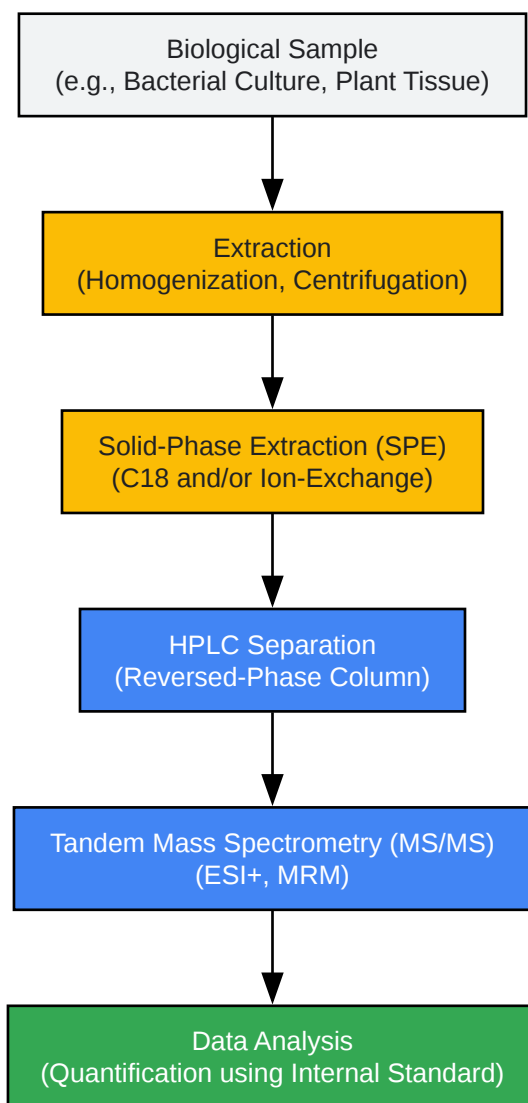 Biological Sample
(e.g., Bacterial Culture, Plant Tissue)
Extraction
(Homogenization, Centrifugation)
Solid-Phase Extraction (SPE)
(C18 and/or Ion-Exchange)
HPLC Separation
(Reversed-Phase Column)
Tandem Mass Spectrometry (MS/MS)
(ESI+, MRM)
Data Analysis
(Quantification using Internal Standard)